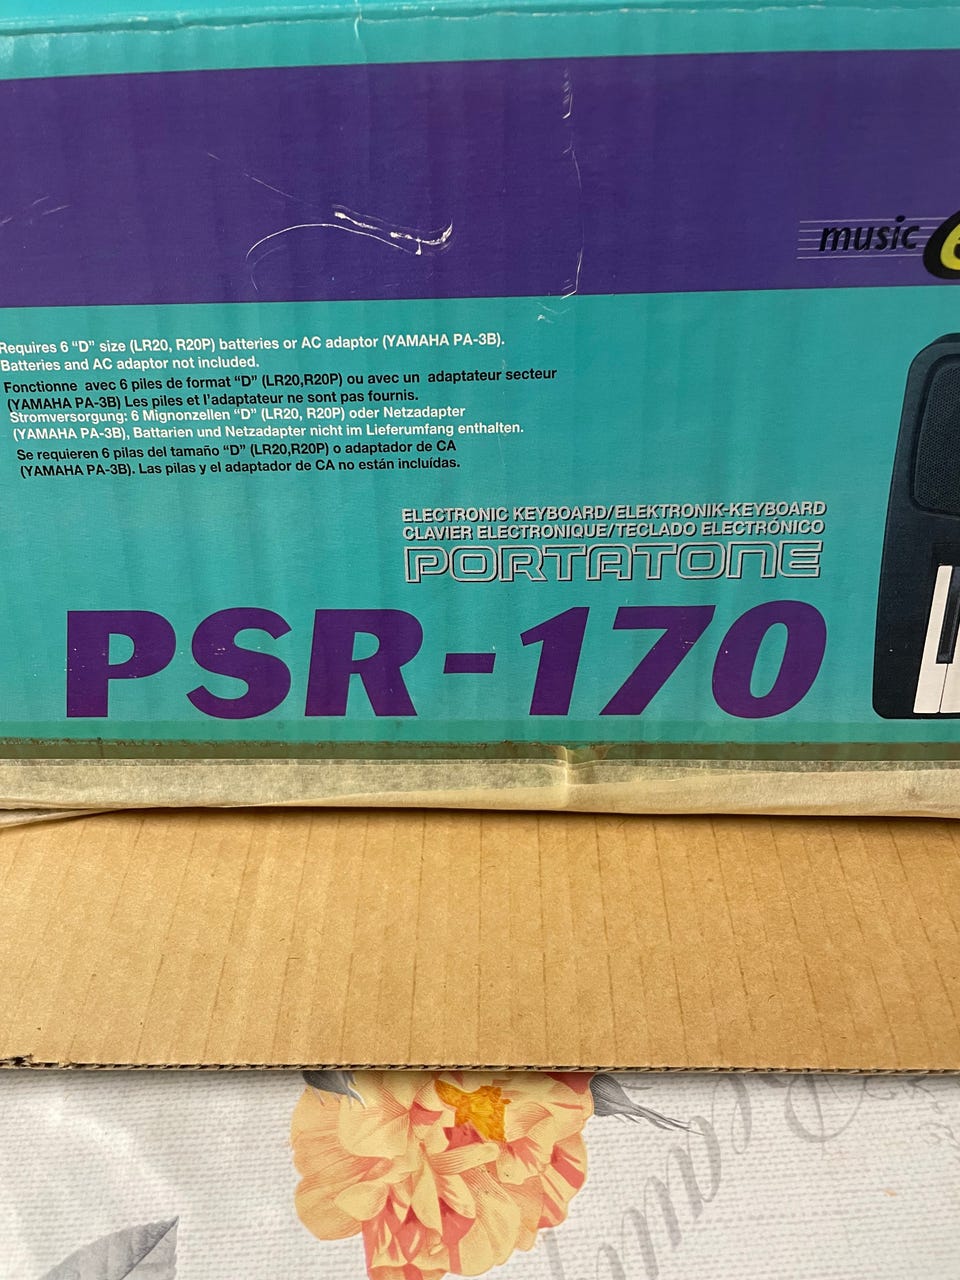 music
Requires 6 “D” size (LR20, R20P) batteries or AC adaptor (YAMAHA PA-3B).
Batteries and AC adaptor not included.
Fonctionne avec 6 piles de format “D” (LR20,R20P) ou avec un adaptateur secteur
(YAMAHA PA-3B) Les piles et l’adaptateur ne sont pas fournis.
Stromversorgung: 6 Mignonzellen “D” (LR20, R20P) oder Netzadapter
(YAMAHA PA-3B), Battarien und Netzadapter nicht im Lieferumfang enthalten.
Se requieren 6 pilas del tamaño “D” (LR20,R20P) o adaptador de CA
(YAMAHA PA-3B). Las pilas y el adaptador de CA no están incluídas.
ELECTRONIC KEYBOARD/ELEKTRONIK-KEYBOARD
CLAVIER ELECTRONIQUE/TECLADO ELECTRÓNICO
PORTATONE
PSR-170